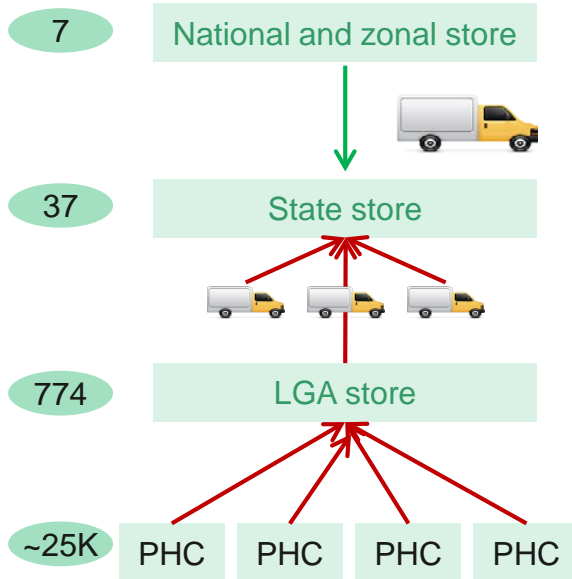 7
National and zonal store
37
State store
774
LGA store
~25K
PHC
PHC
PHC
PHC